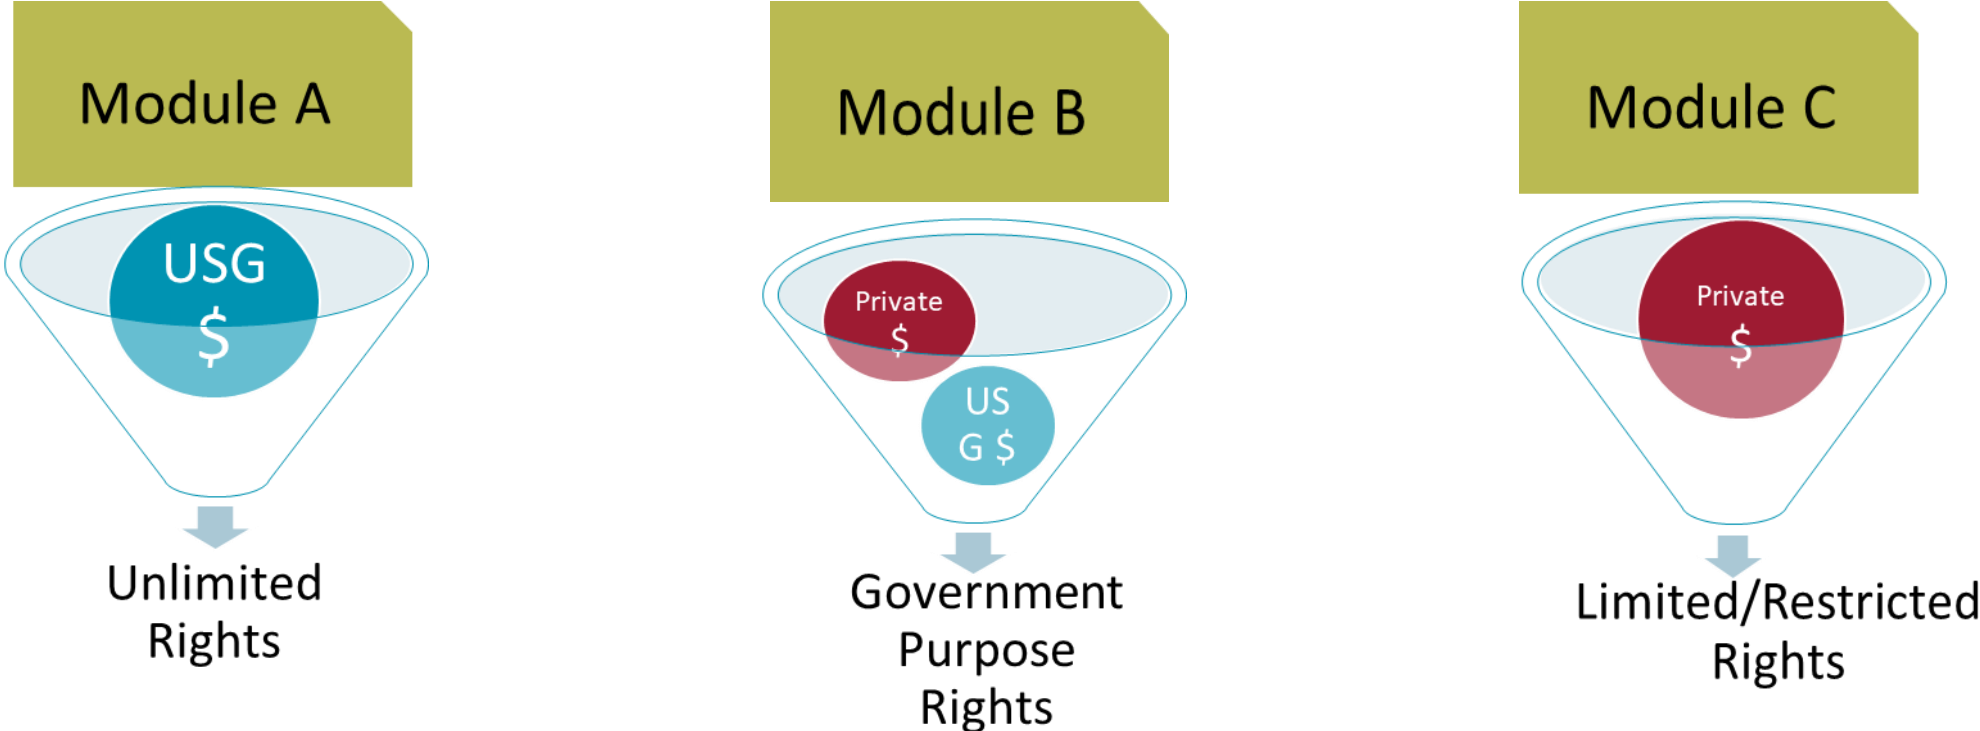 Module A
USG
$
Unlimited
Rights
Module B
Private
$
US
G $
Government
Purpose
Rights
Module C
Private
$
Limited/Restricted
Rights